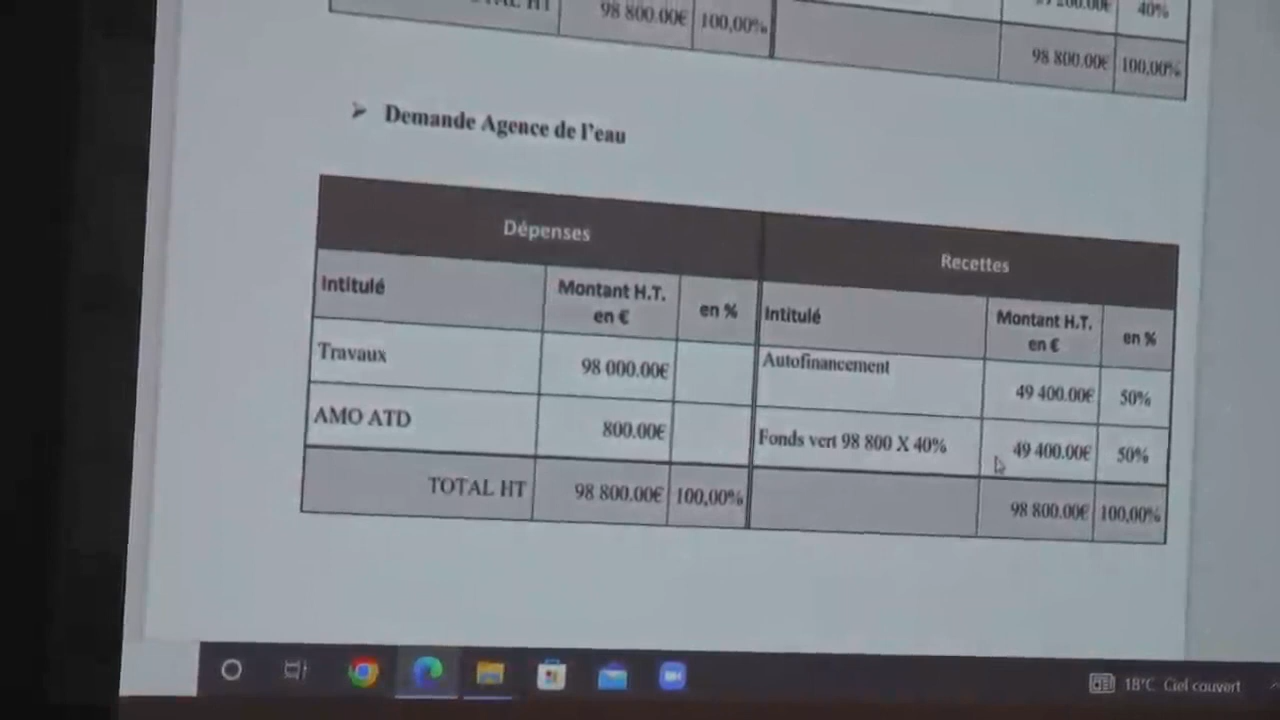 98 800.00€ 100,00%
40%
98 800.00€ 100,00%
➢ Demande Agence de l'eau
Dépenses Recettes
Intitulé Montant H.T. en € en % Intitulé Montant H.T. en € en %
Travaux 98 000.00€ Autofinancement 49 400.00€ 50%
AMO ATD 800.00€ Fonds vert 98 800 X 40% 49 400.00€ 50%
TOTAL HT 98 800.00€ 100,00% 98 800.00€ 100,00%
18°C Ciel couvert